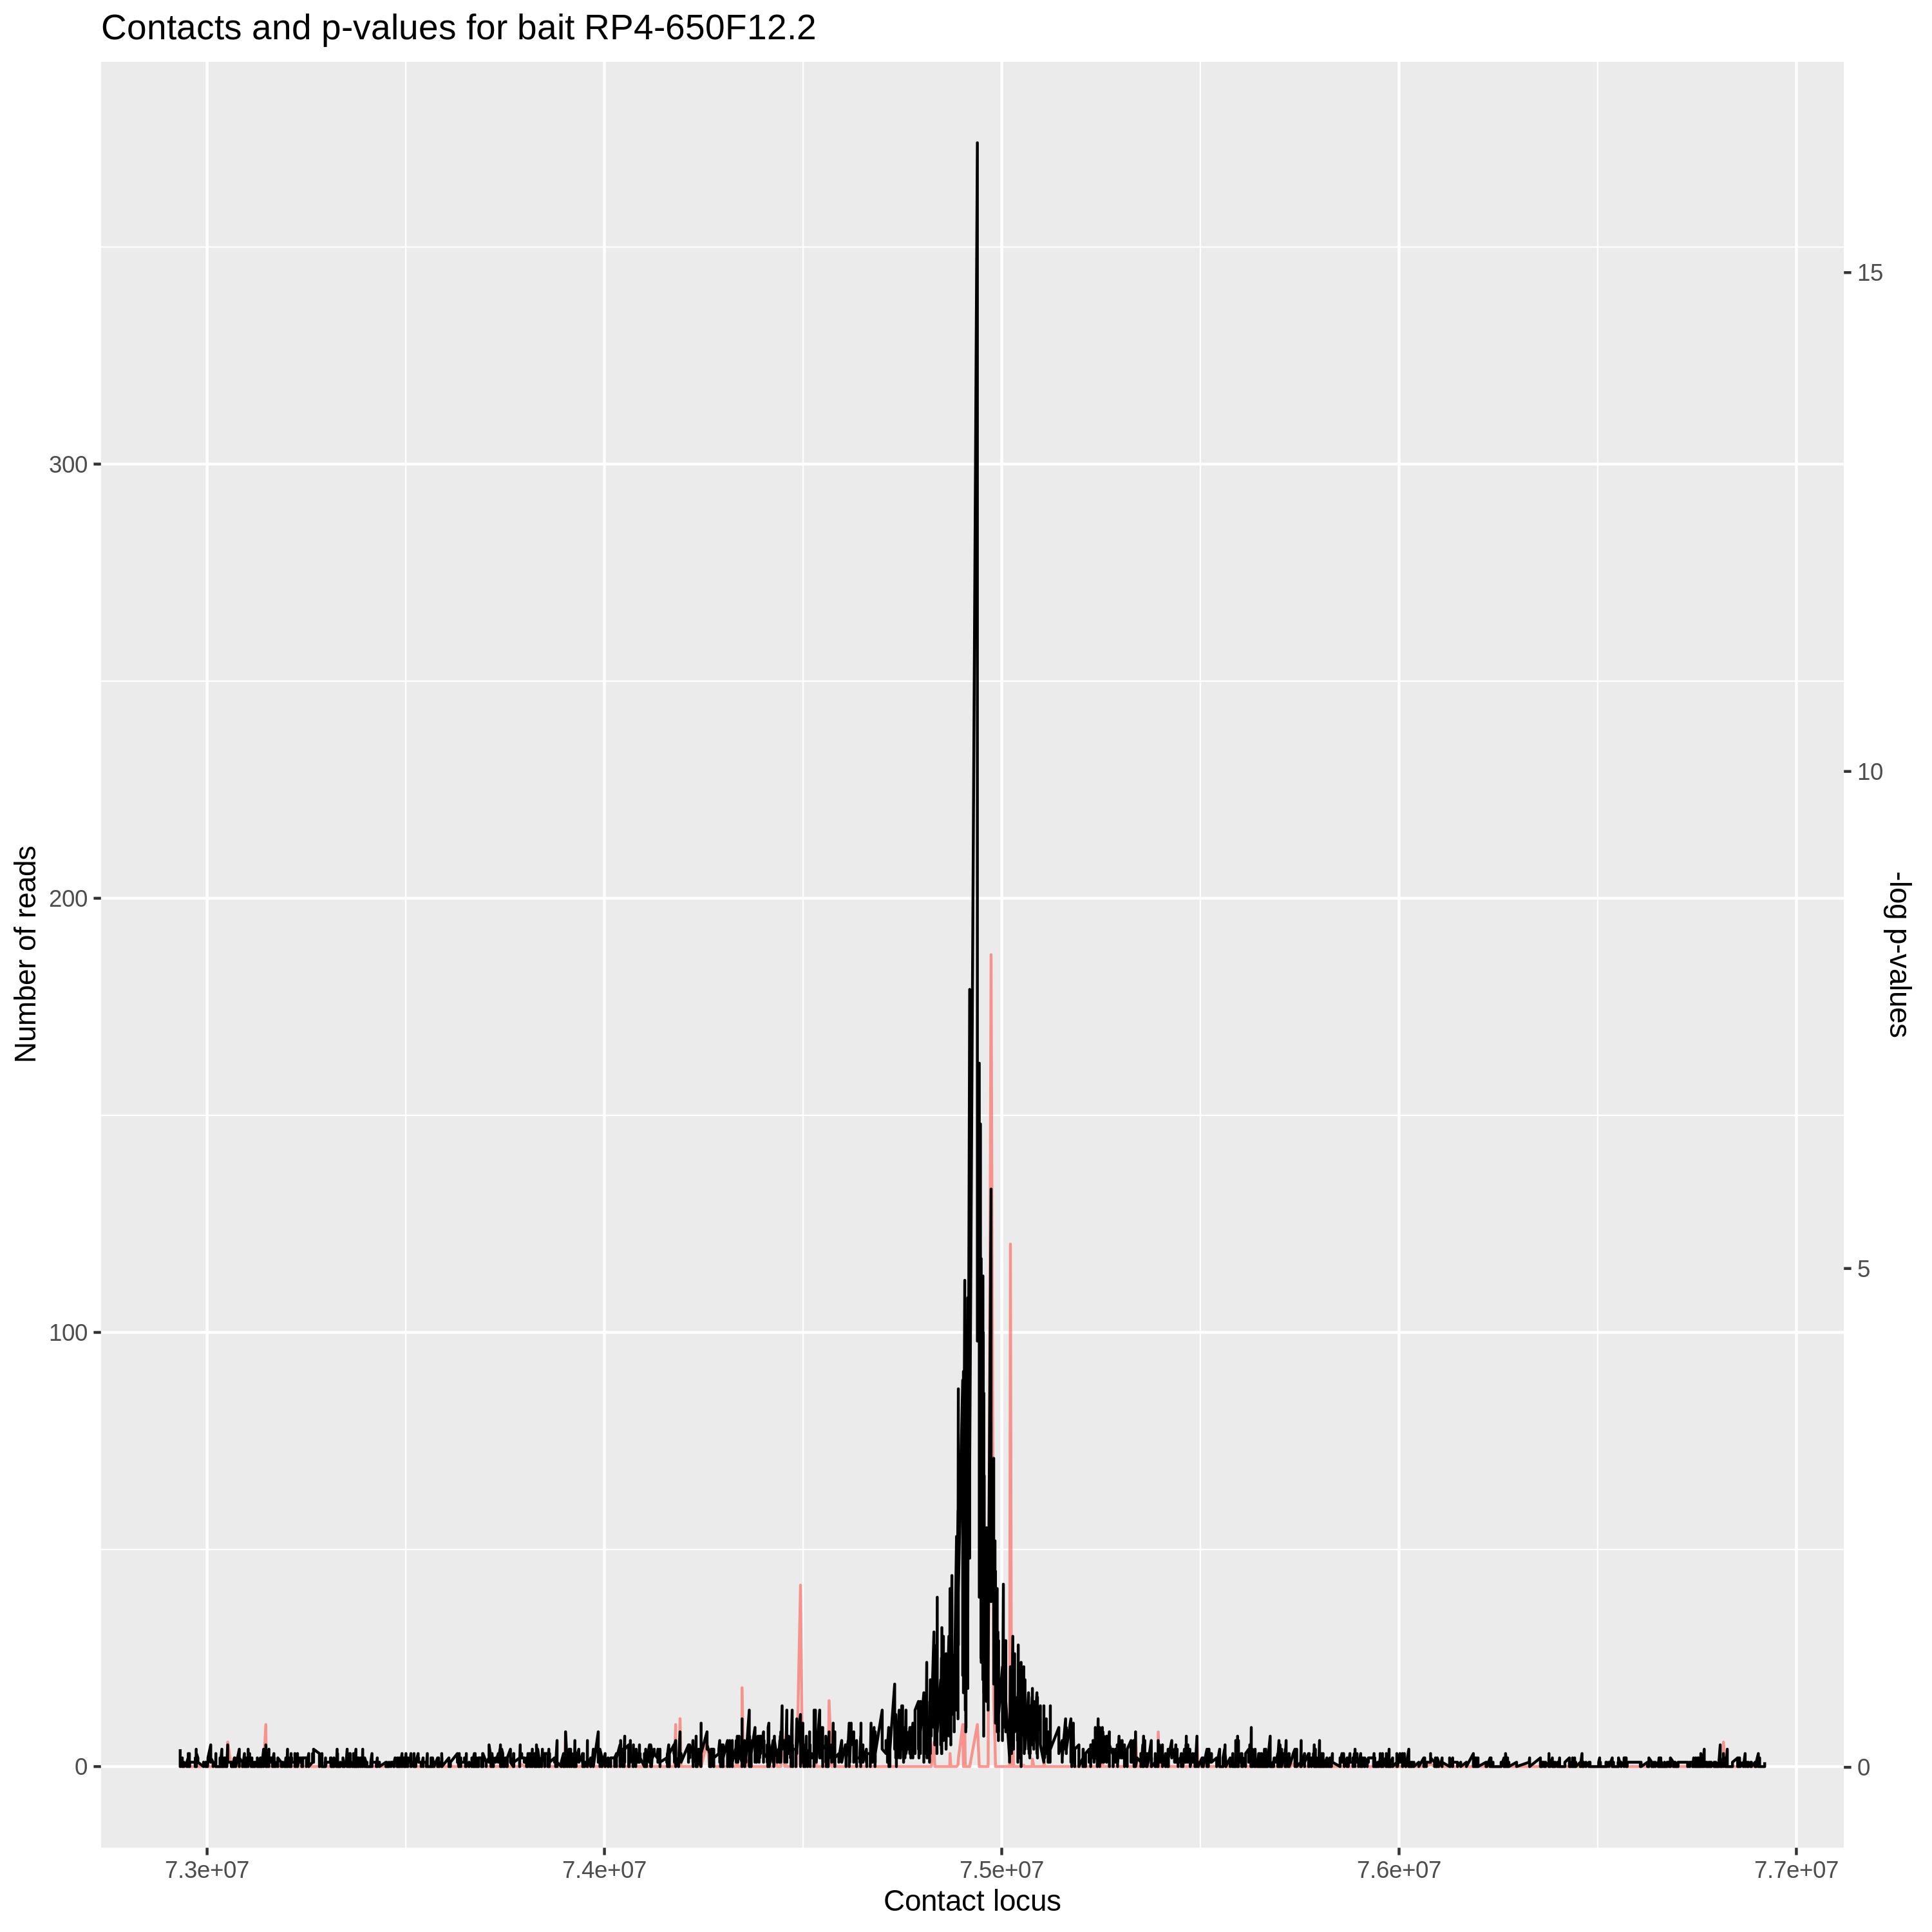 Contacts and p-values for bait RP4-650F12.2
Number of reads
300
200
100
0
15
10
5
0
-log p-values
7.3e+07 7.4e+07 7.5e+07 7.6e+07 7.7e+07
Contact locus